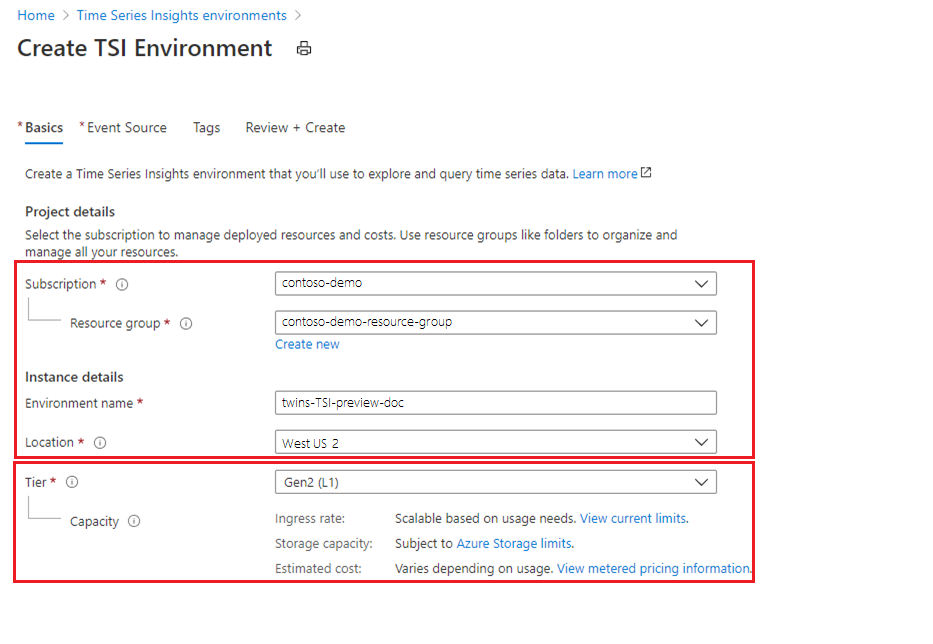 Home > Time Series Insights environments >
Create TSI Environment
* Basics * Event Source Tags Review + Create
Create a Time Series Insights environment that you'll use to explore and query time series data. Learn more
Project details
Select the subscription to manage deployed resources and costs. Use resource groups like folders to organize and
manage all your resources.
Subscription * contoso-demo
Resource group * contoso-demo-resource-group
Create new
Instance details
Environment name * twins-TSI-preview-doc
Location * West US 2
Tier * Gen2 (L1)
Capacity Ingress rate: Scalable based on usage needs. View current limits.
Storage capacity: Subject to Azure Storage limits.
Estimated cost: Varies depending on usage. View metered pricing information.